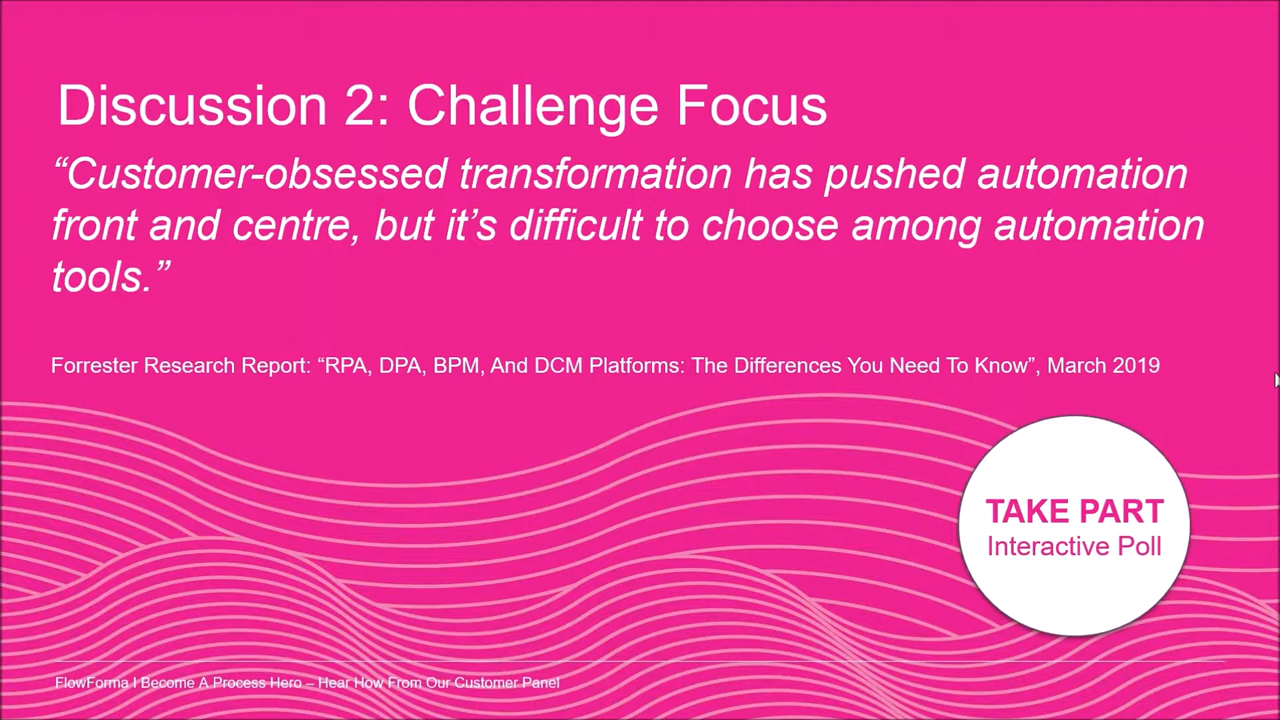 Discussion 2: Challenge Focus
“Customer-obsessed transformation has pushed automation
front and centre, but it’s difficult to choose among automation
tools.”
Forrester Research Report: “RPA, DPA, BPM, And DCM Platforms: The Differences You Need To Know”, March 2019
TAKE PART
Interactive Poll
FlowForma I Become A Process Hero – Hear How From Our Customer Panel